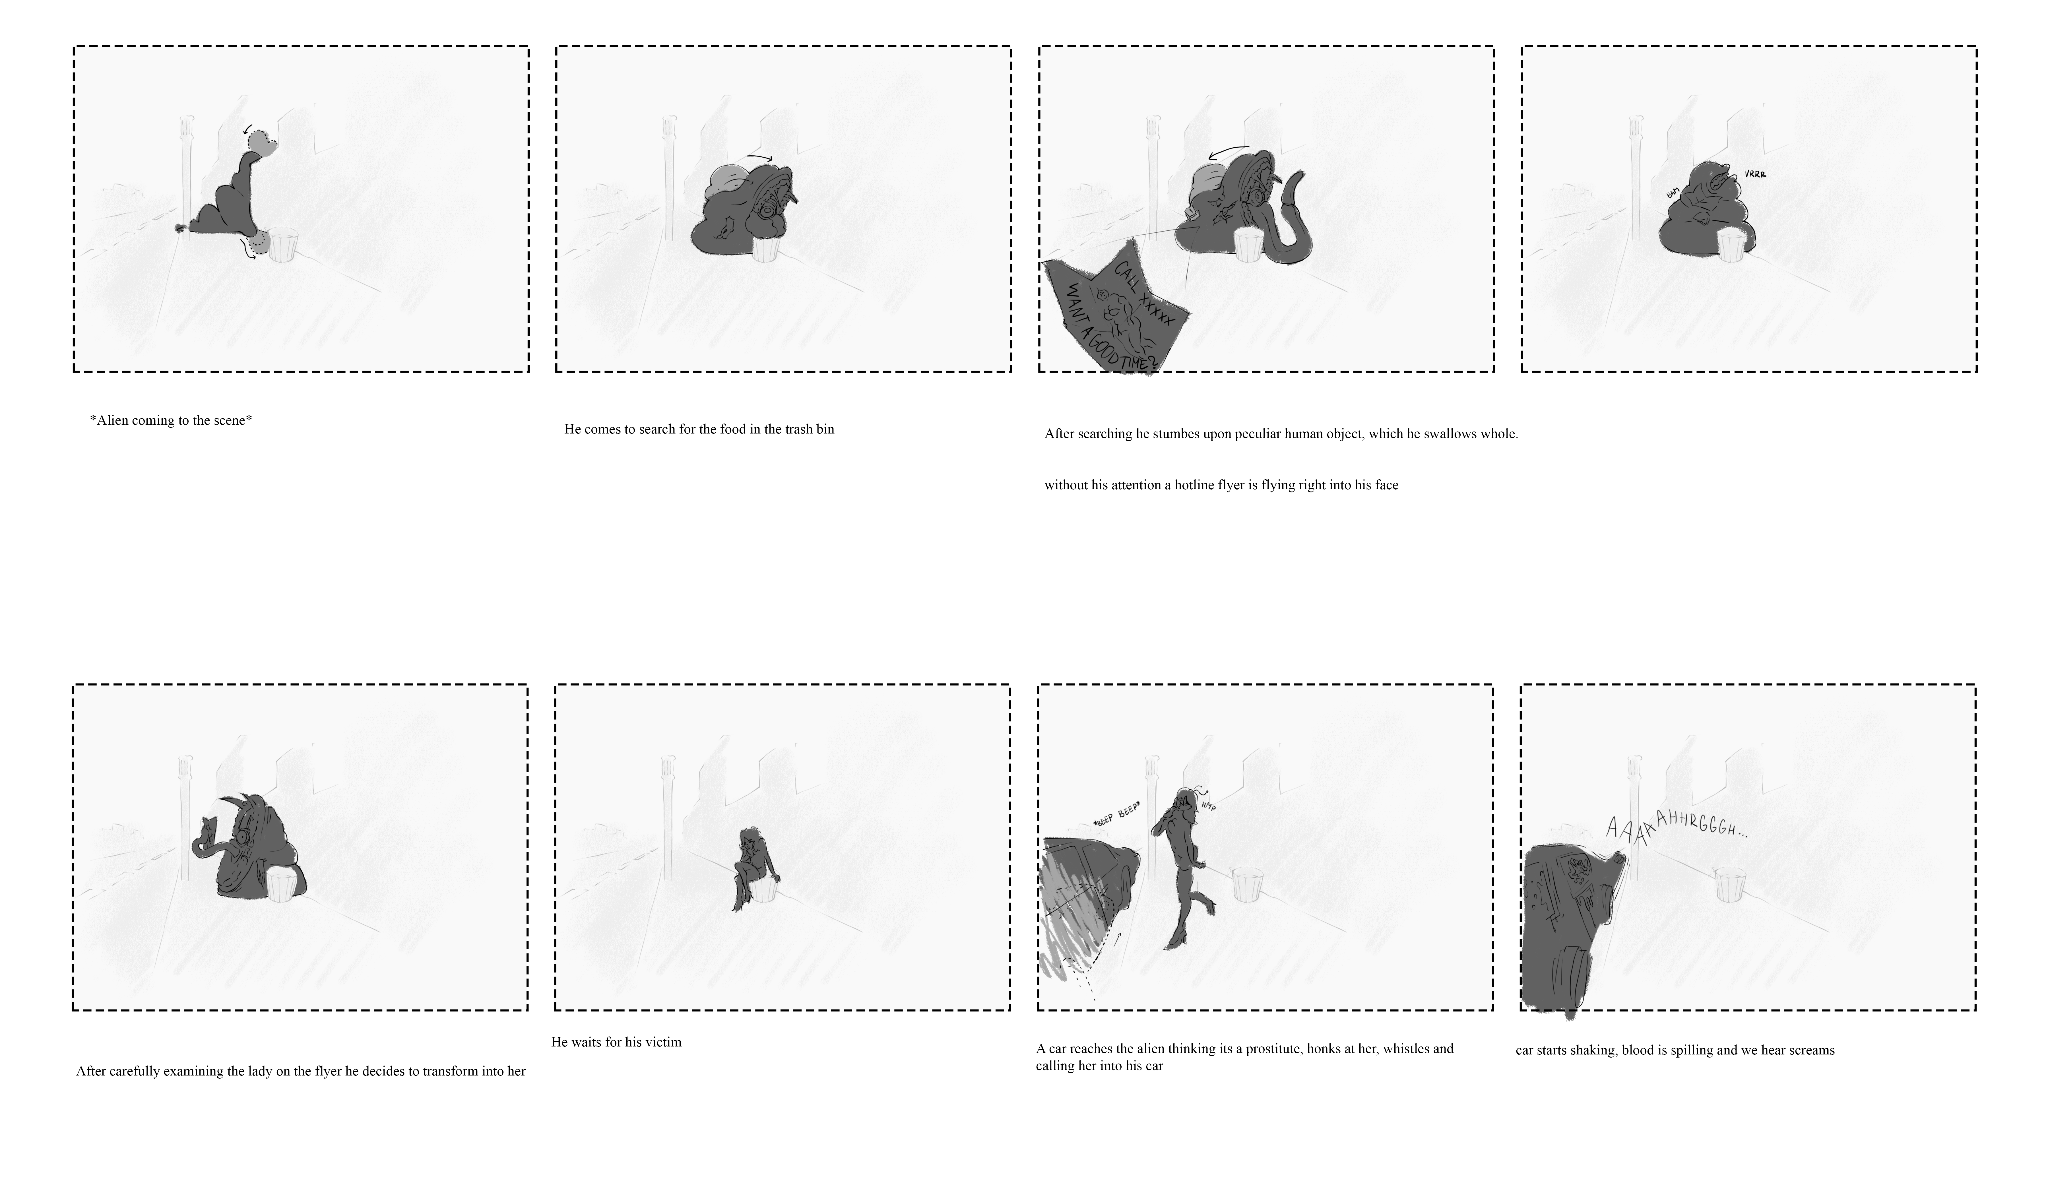 *Alien coming to the scene*
He comes to search for the food in the trash bin
CALL XXXXX
WANT A GOOD TIME?
After searching he stumbes upon peculiar human object, which he swallows whole.
without his attention a hotline flyer is flying right into his face
VRRR
After carefully examining the lady on the flyer he decides to transform into her
He waits for his victim
*BEEP BEEP*
A car reaches the alien thinking its a prostitute, honks at her, whistles and
calling her into his car
AAAAAHHRGGGH...
car starts shaking, blood is spilling and we hear screams